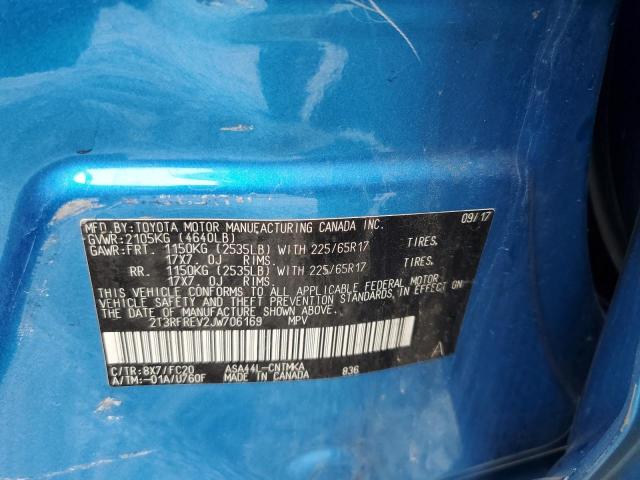 MFD.BY:TOYOTA MOTOR MANUFACTURING CANADA INC. 09/17
GVWR:2105KG (4640LB)
GAWR:FRT. 1150KG (2535LB) WITH 225/65R17 TIRES.
17X7. 0J RIMS.
RR. 1150KG (2535LB) WITH 225/65R17 TIRES.
17X7. 0J RIMS.
THIS VEHICLE CONFORMS TO ALL APPLICABLE FEDERAL MOTOR
VEHICLE SAFETY AND THEFT PREVENTION STANDARDS IN EFFECT ON
THE DATE OF MANUFACTURE SHOWN ABOVE.
2T3RFREV2JW706169 MPV
A
C/TR:8X7/FC20 ASA44L-CNTMKA 836
A/TM:-01A/U760F MADE IN CANADA